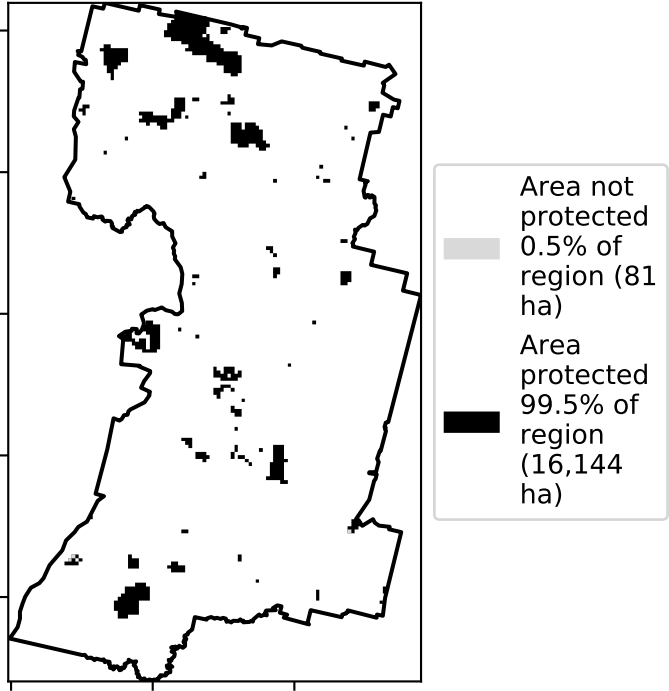 Area not
protected
0.5% of
region (81
ha)
Area
protected
99.5% of
region
(16,144
ha)